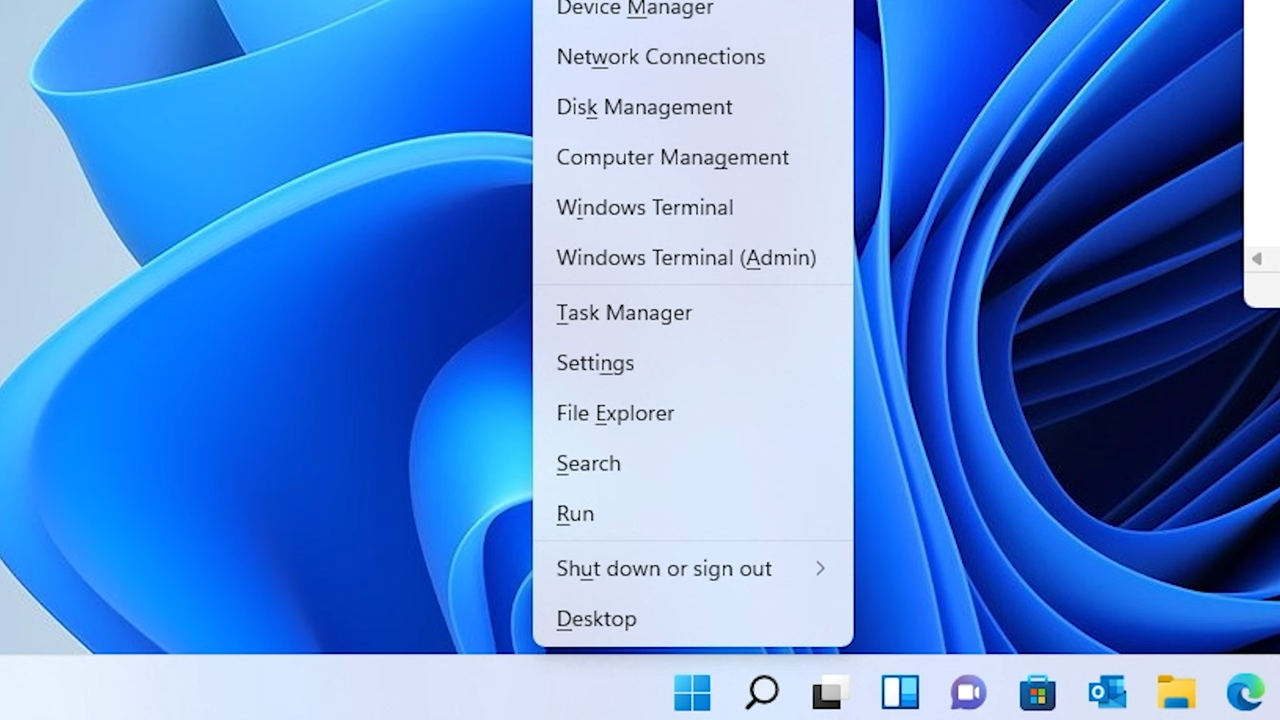 Device Manager
Network Connections
Disk Management
Computer Management
Windows Terminal
Windows Terminal (Admin)
Task Manager
Settings
File Explorer
Search
Run
Shut down or sign out
Desktop